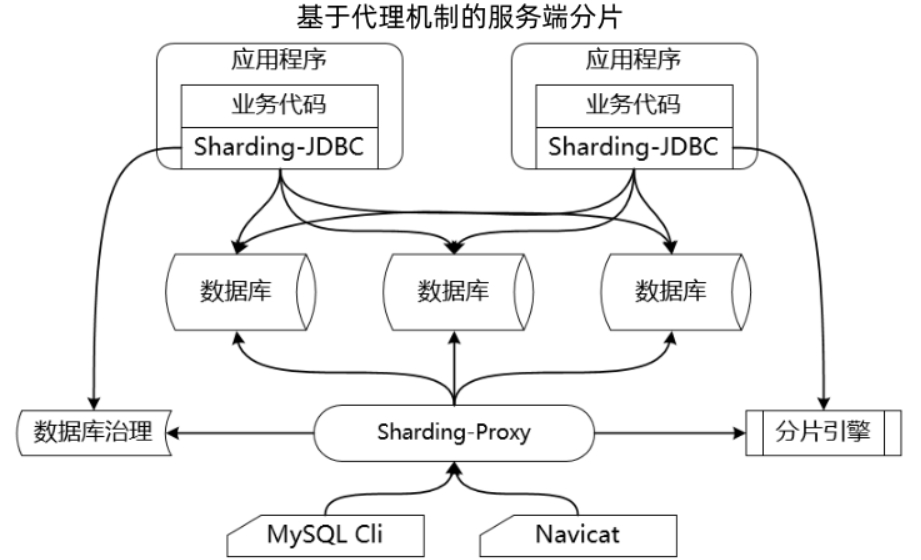 基于代理机制的服务端分片
应用程序
业务代码
Sharding-JDBC
应用程序
业务代码
Sharding-JDBC
数据库
数据库
数据库
数据库治理
Sharding-Proxy
分片引擎
MySQL Cli
Navicat